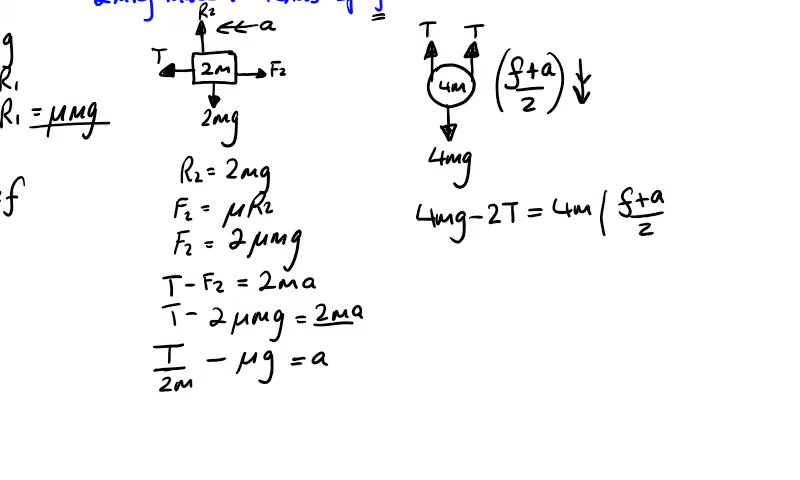 R₂ a
T 2m F₂
2mg
R₂ = 2mg
F₂ = μR₂
F₂ = 2μmg
T - F₂ = 2ma
T - 2μmg = 2ma
T/2m - μg = a
g
R₁
R₁ = μmg
f
T T
4m (f+a/2) ↓
4mg
4mg - 2T = 4m ( f+a/2